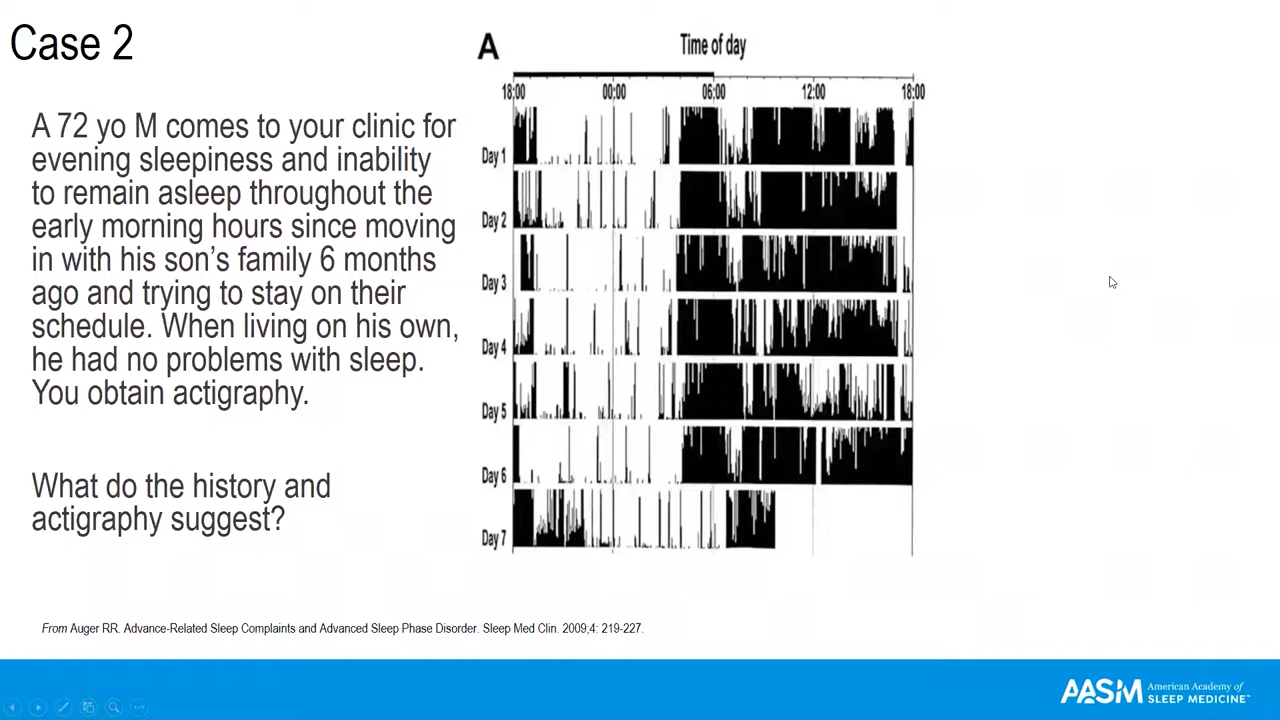 Case 2
A 72 yo M comes to your clinic for
evening sleepiness and inability
to remain asleep throughout the
early morning hours since moving
in with his son's family 6 months
ago and trying to stay on their
schedule. When living on his own,
he had no problems with sleep.
You obtain actigraphy.
What do the history and
actigraphy suggest?
A
Time of day
18:00 00:00 06:00 12:00 18:00
Day 1
Day 2
Day 3
Day 4
Day 5
Day 6
Day 7
From Auger RR. Advance-Related Sleep Complaints and Advanced Sleep Phase Disorder. Sleep Med Clin. 2009;4: 219-227.
AASM American Academy of
SLEEP MEDICINE™